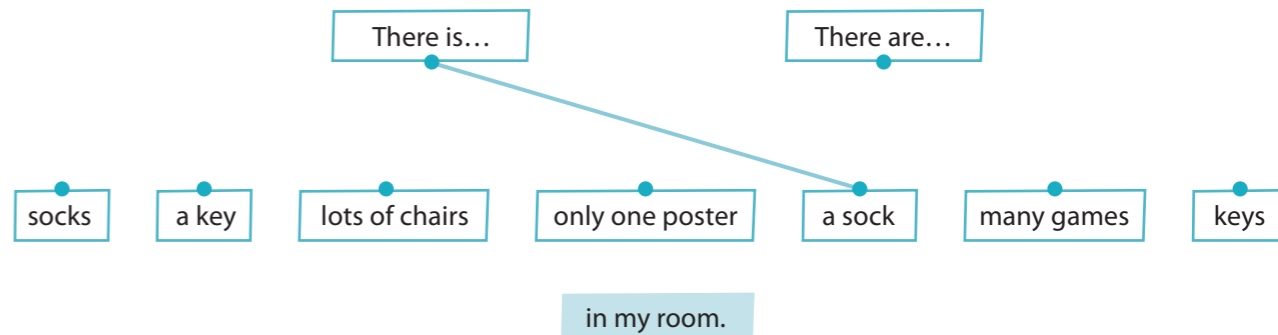 There is…
There are…
socks
a key
lots of chairs
only one poster
a sock
many games
keys
in my room.